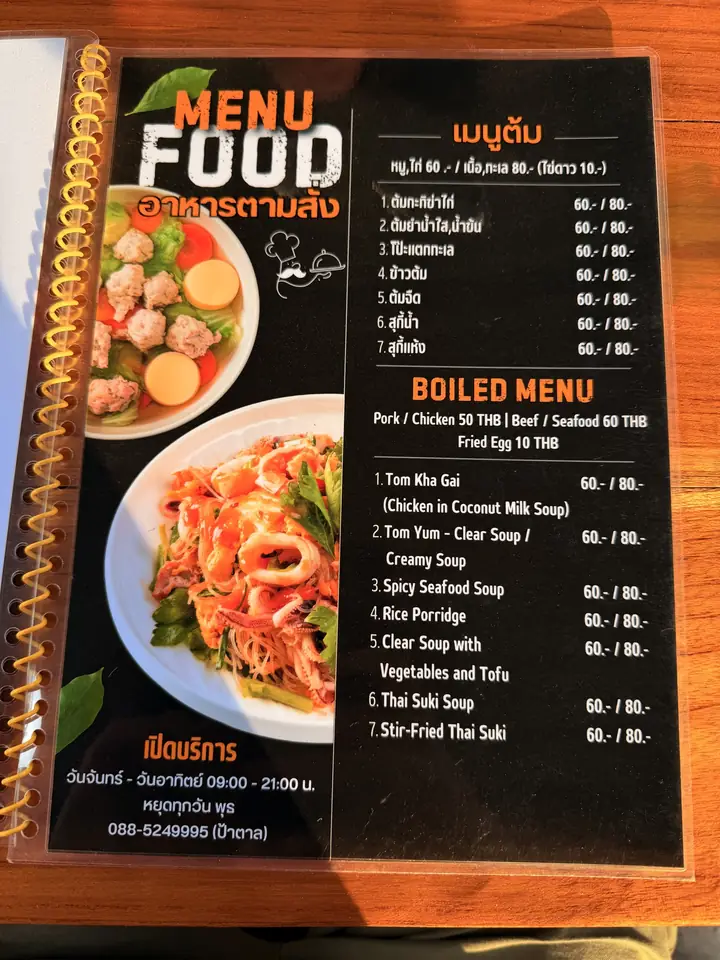 MENU
FOOD
อาหารตามสั่ง
เปิดบริการ
วันจันทร์ - วันอาทิตย์ 09:00 - 21:00 น.
หยุดทุกวัน พุธ
088-5249995 (ป้าตาล)
เมนูต้ม
หมู,ไก่ 60 .- / เนื้อ,ทะเล 80.- (ไข่ดาว 10.-)
1. ต้มกะทิข่าไก่ 60.- / 80.-
2. ต้มยำน้ำใส,น้ำข้น 60.- / 80.-
3. โป๊ะแตกทะเล 60.- / 80.-
4. ข้าวต้ม 60.- / 80.-
5. ต้มจืด 60.- / 80.-
6. สุกี้น้ำ 60.- / 80.-
7. สุกี้แห้ง 60.- / 80.-
BOILED MENU
Pork / Chicken 50 THB | Beef / Seafood 60 THB
Fried Egg 10 THB
1. Tom Kha Gai 60.- / 80.-
(Chicken in Coconut Milk Soup)
2. Tom Yum - Clear Soup / 60.- / 80.-
Creamy Soup
3. Spicy Seafood Soup 60.- / 80.-
4. Rice Porridge 60.- / 80.-
5. Clear Soup with 60.- / 80.-
Vegetables and Tofu
6. Thai Suki Soup 60.- / 80.-
7. Stir-Fried Thai Suki 60.- / 80.-